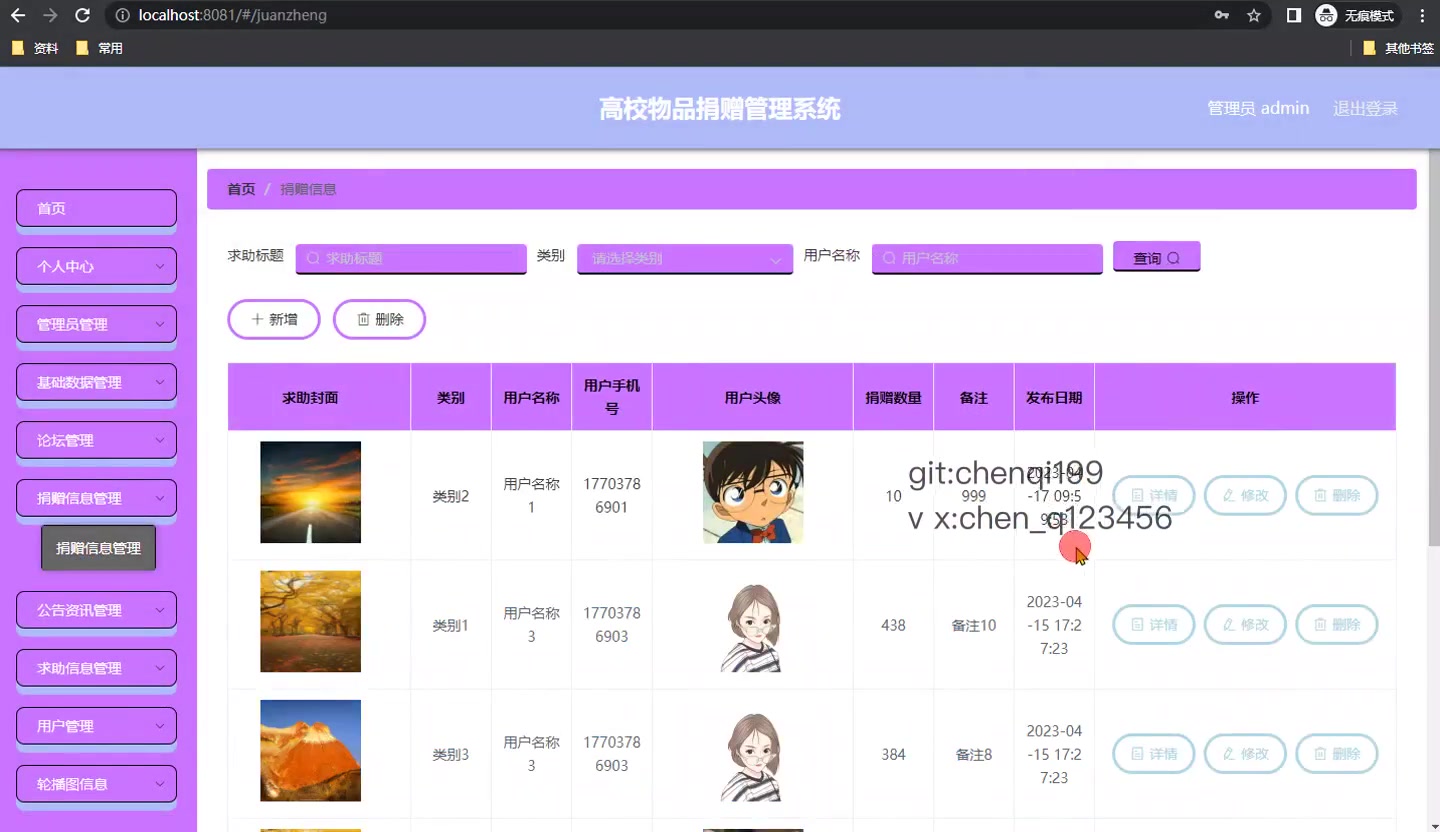 localhost:8081/#/juanzheng
无痕模式
资料
常用
其他书签
高校物品捐赠管理系统
管理员 admin
退出登录
首页
个人中心
管理员管理
基础数据管理
论坛管理
捐赠信息管理
捐赠信息管理
公告资讯管理
求助信息管理
用户管理
轮播图信息
首页 / 捐赠信息
求助标题 求助标题 类别 请选择类别 用户名称 用户名称 查询
新增 删除
求助封面 类别 用户名称 用户手机号 用户头像 捐赠数量 备注 发布日期 操作
类别2 用户名称1 17703786901 10 999 2023-04-17 09:5 详情 修改 删除
git:chenqi199
v x:chen_q123456
类别1 用户名称3 17703786903 438 备注10 2023-04-15 17:27:23 详情 修改 删除
类别3 用户名称3 17703786903 384 备注8 2023-04-15 17:27:23 详情 修改 删除